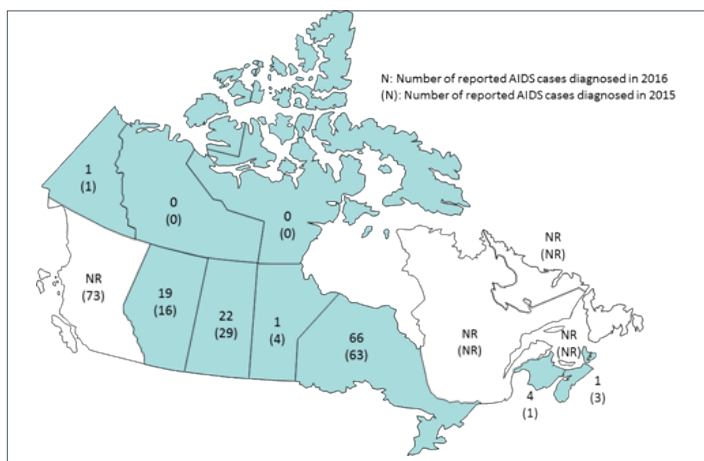 N: Number of reported AIDS cases diagnosed in 2016
(N): Number of reported AIDS cases diagnosed in 2015
1
(1)
0
(0)
0
(0)
NR
(NR)
NR
(73)
19
(16)
22
(29)
1
(4)
66
(63)
NR
(NR)
NR
(NR)
4
(1)
1
(3)